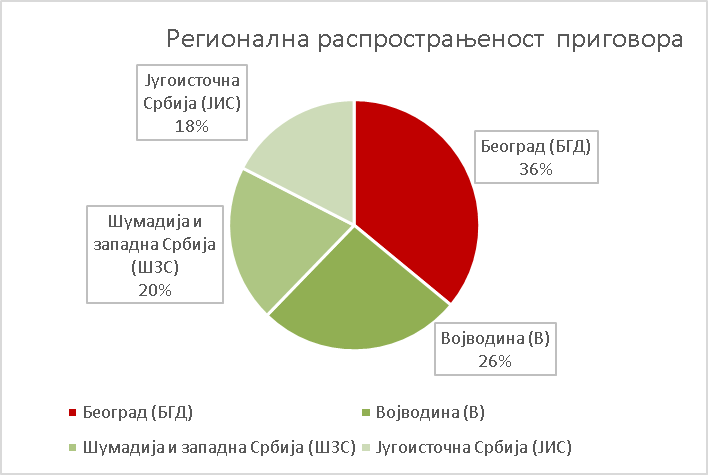 Регионална распрострањеност приговора
Југоисточна
Србија (ЈИС)
18%
Београд (БГД)
36%
Шумадија и
западна Србија
(ШЗС)
20%
Војводина (В)
26%
Београд (БГД)
Војводина (В)
Шумадија и западна Србија (ШЗС)
Југоисточна Србија (ЈИС)